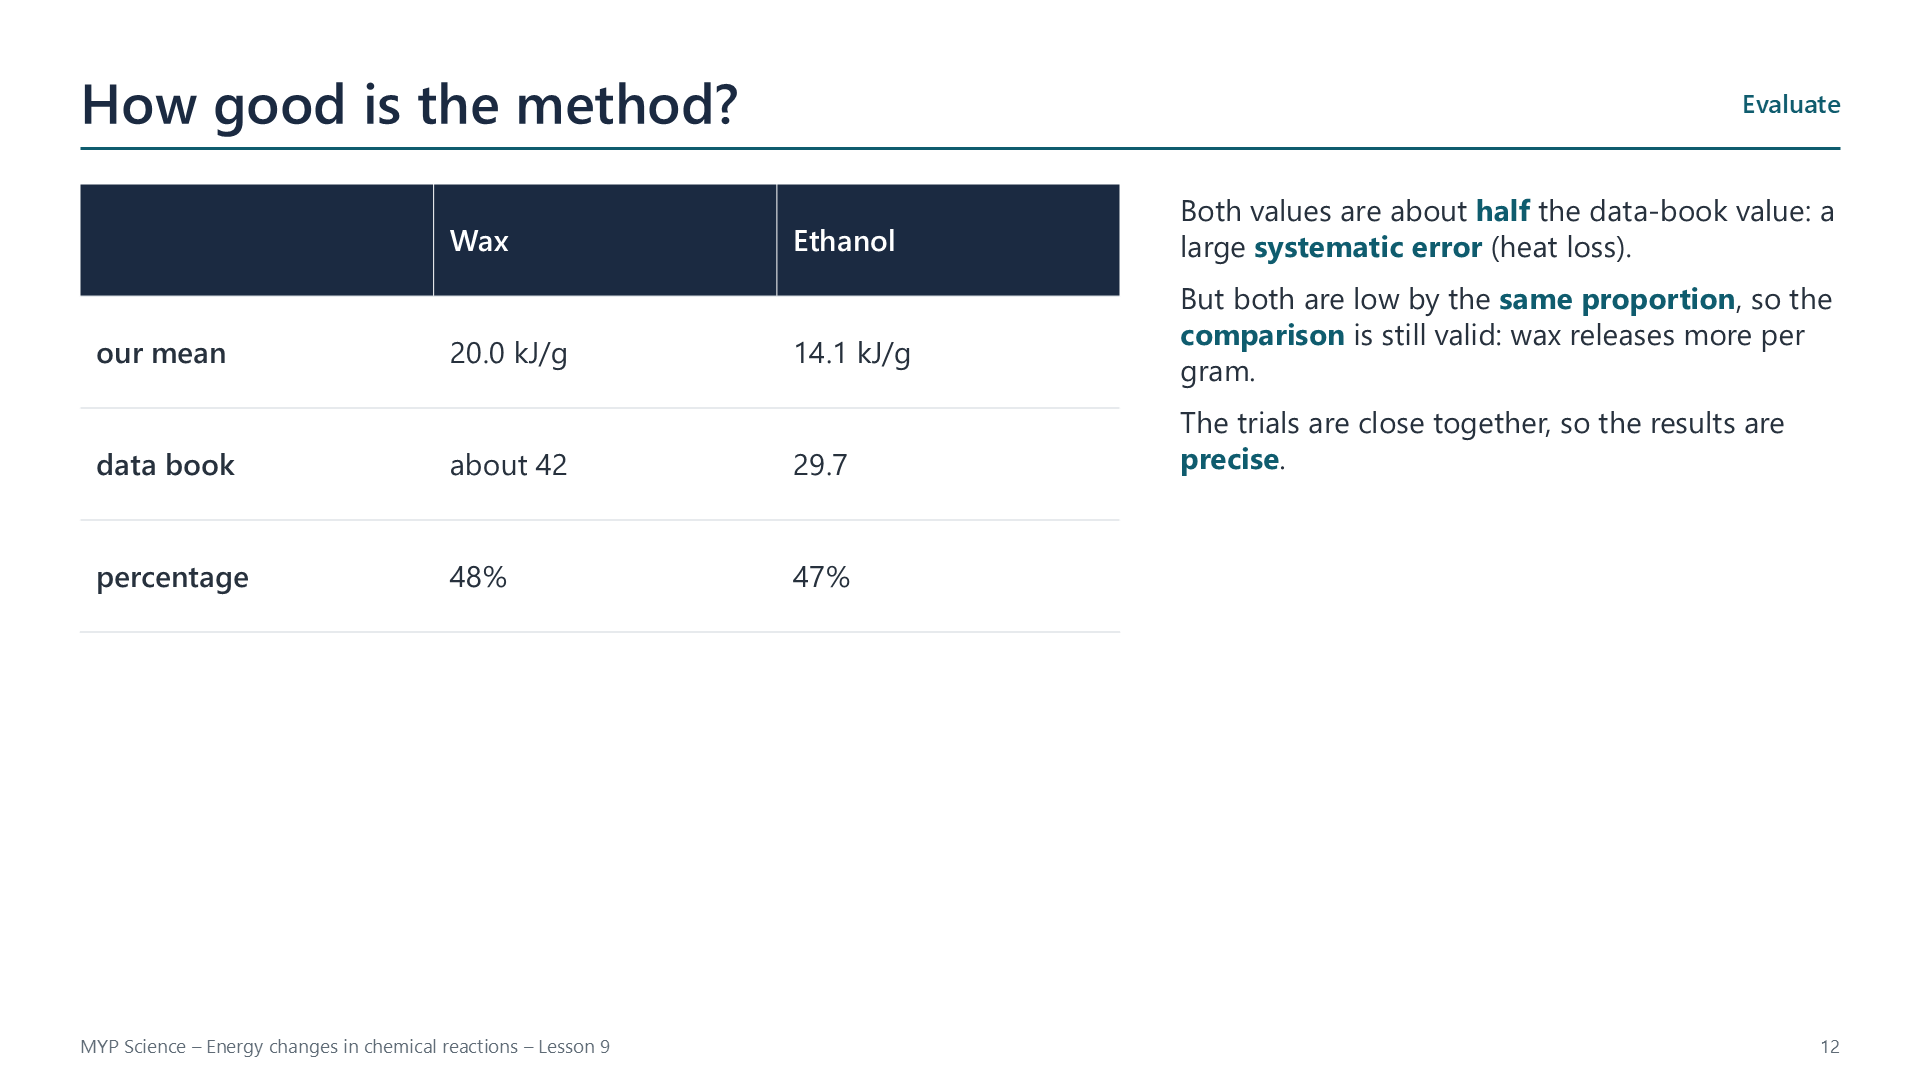 How good is the method?
Evaluate
Wax Ethanol
our mean 20.0 kJ/g 14.1 kJ/g
data book about 42 29.7
percentage 48% 47%
Both values are about half the data-book value: a
large systematic error (heat loss).
But both are low by the same proportion, so the
comparison is still valid: wax releases more per
gram.
The trials are close together, so the results are
precise.
MYP Science – Energy changes in chemical reactions – Lesson 9
12